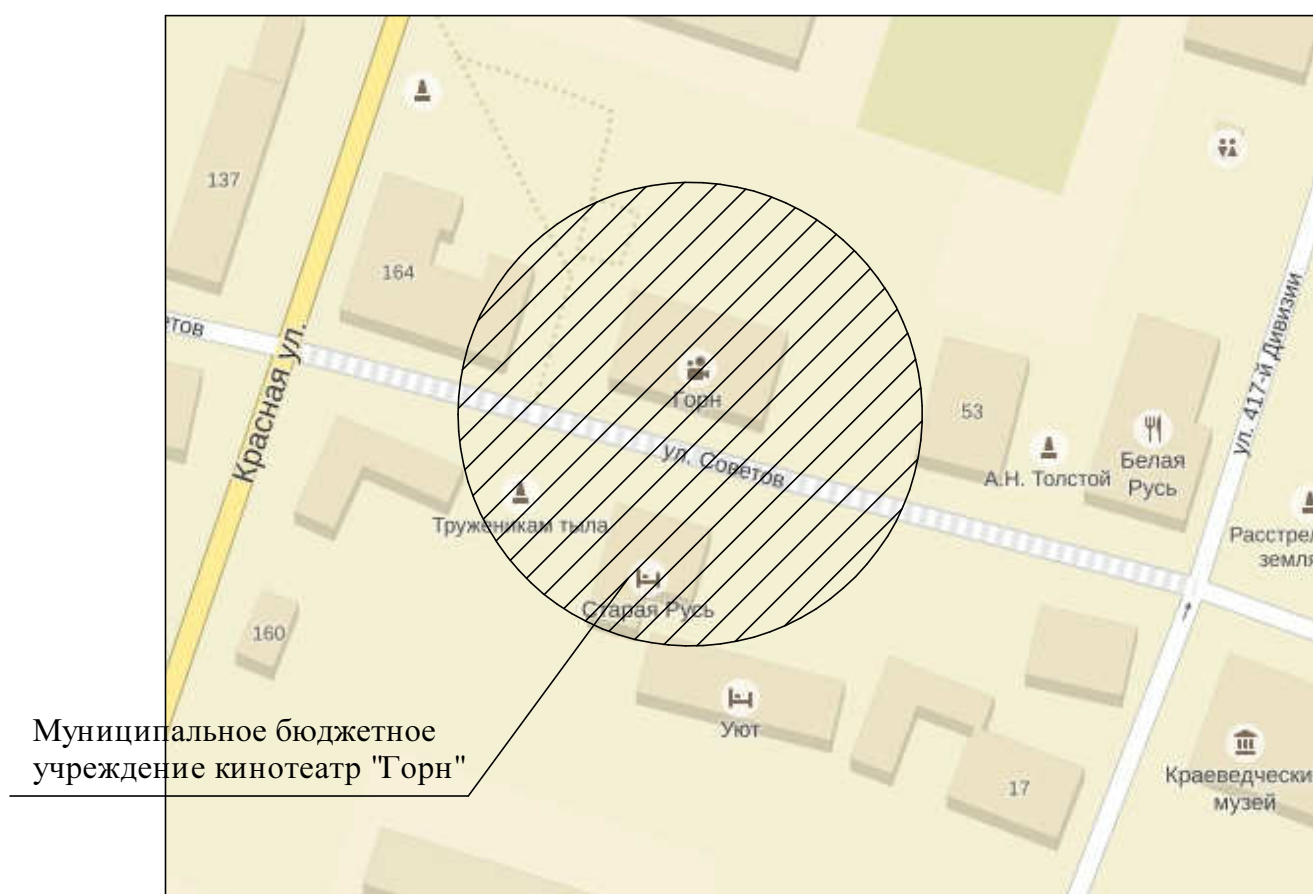 137
164
тов
Красная ул.
Горн
53
ул. 417-й Дивизии
Белая
Русь
А.Н. Толстой
ул. Советов
Труженикам тыла
Расстрел
земля
Старая Русь
160
Уют
Муниципальное бюджетное
учреждение кинотеатр "Горн"
17
Краеведчески
музей